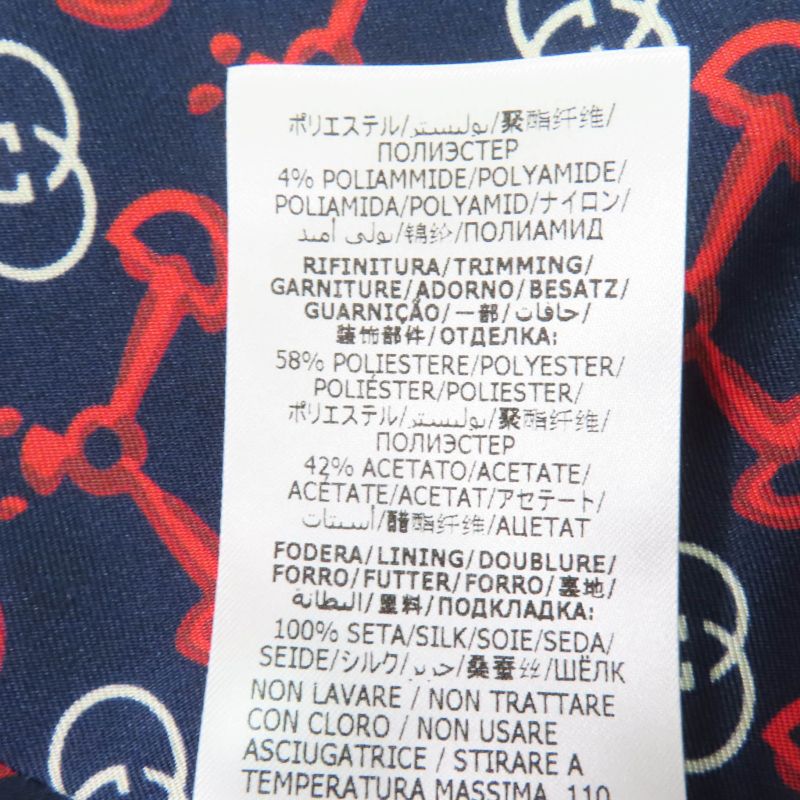 ポリエステル/بوليستر/聚酯纤维/
ПОЛИЭСТЕР
4% POLIAMMIDE/POLYAMIDE/
POLIAMIDA/POLYAMID/ナイロン/
بولي أميد/锦纶/ПОЛИАМИД
RIFINITURA/TRIMMING/
GARNITURE/ADORNO/BESATZ/
GUARNIÇÃO/一部/حافات/
装饰部件/ОТДЕЛКА:
58% POLIESTERE/POLYESTER/
POLIÉSTER/POLIESTER/
ポリエステル/بوليستر/聚酯纤维/
ПОЛИЭСТЕР
42% ACETATO/ACETATE/
ACÉTATE/ACETAT/アセテート/
أسيتات/醋酯纤维/АЦЕТАТ
FODERA/LINING/DOUBLURE/
FORRO/FUTTER/FORRO/裏地/
البطانة/里料/ПОДКЛАДКА:
100% SETA/SILK/SOIE/SEDA/
SEIDE/シルク/حرير/桑蚕丝/ШЁЛК
NON LAVARE / NON TRATTARE
CON CLORO / NON USARE
ASCIUGATRICE / STIRARE A
TEMPERATURA MASSIMA 110